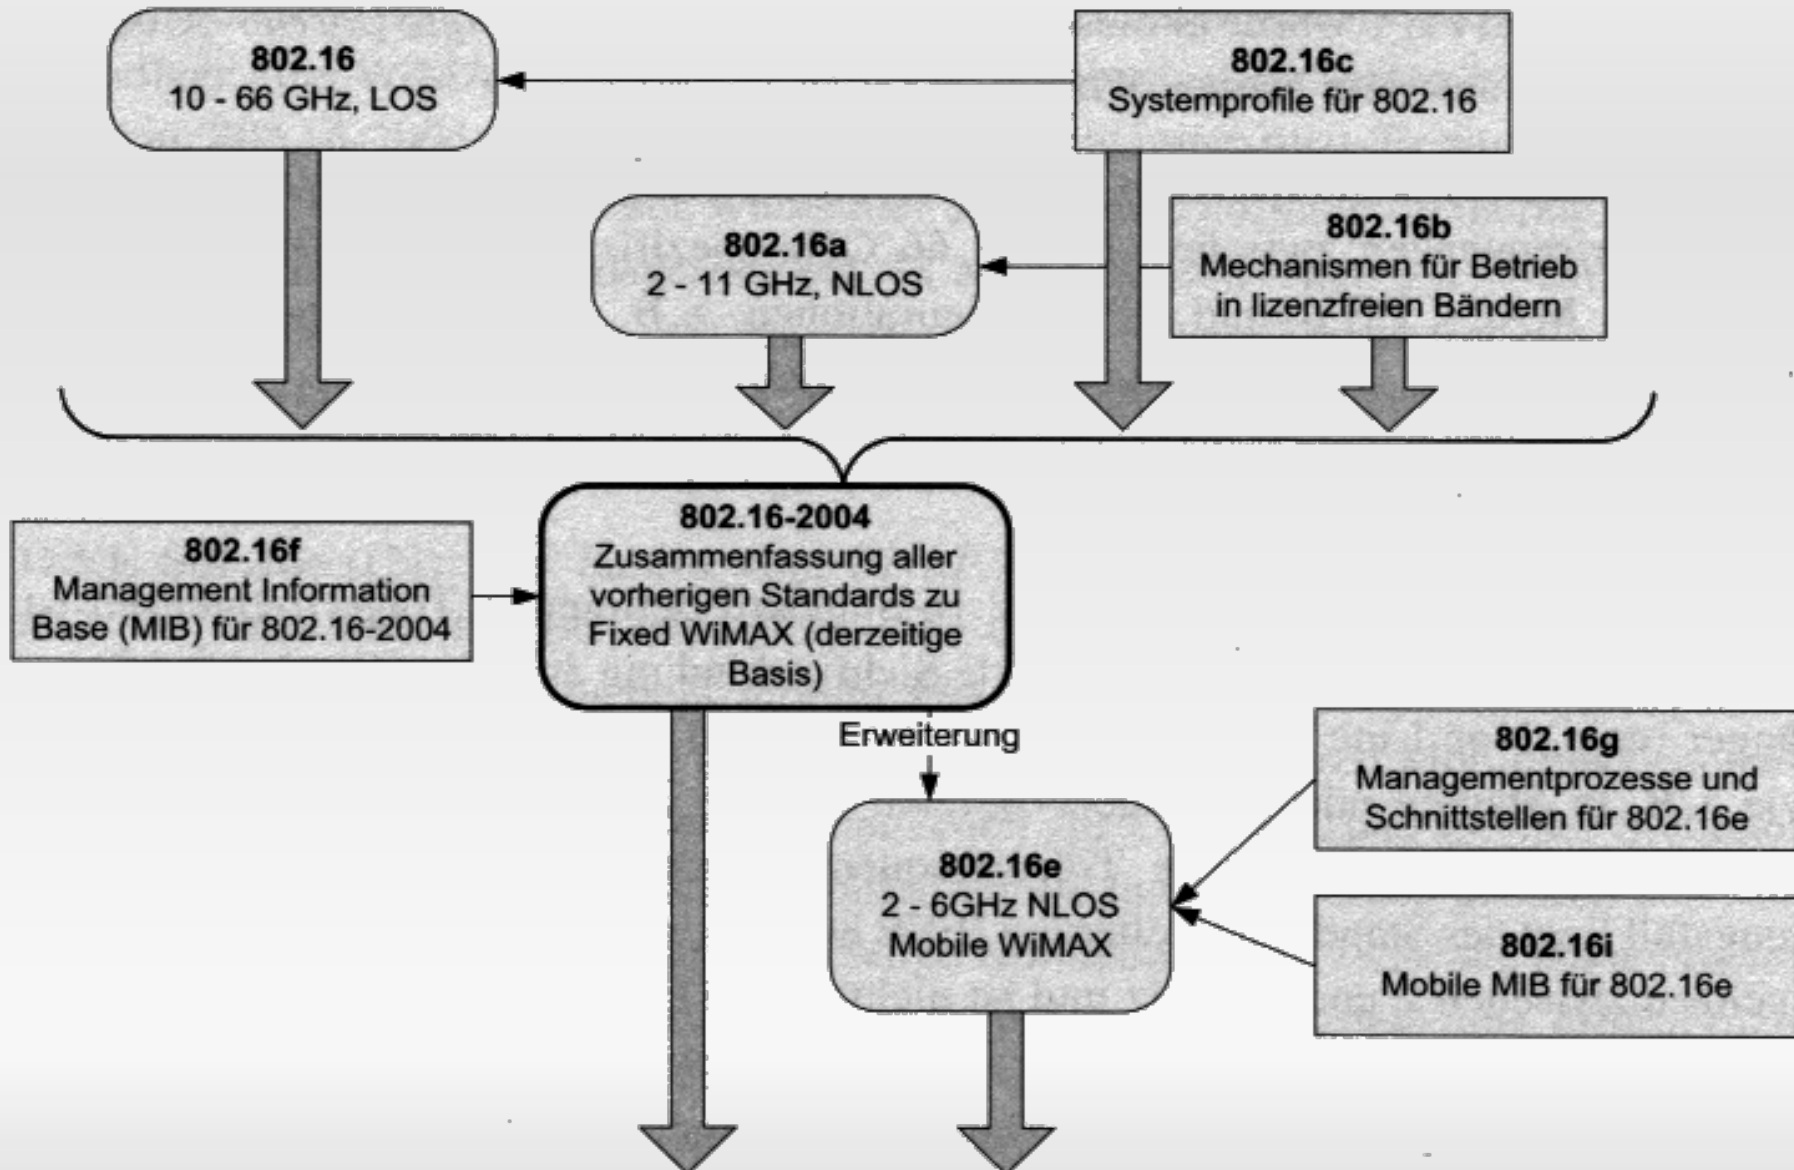 802.16
10 - 66 GHz, LOS
802.16c
Systemprofile für 802.16
802.16a
2 - 11 GHz, NLOS
802.16b
Mechanismen für Betrieb
in lizenzfreien Bändern
802.16f
Management Information
Base (MIB) für 802.16-2004
802.16-2004
Zusammenfassung aller
vorherigen Standards zu
Fixed WiMAX (derzeitige
Basis)
Erweiterung
802.16g
Managementprozesse und
Schnittstellen für 802.16e
802.16e
2 - 6GHz NLOS
Mobile WiMAX
802.16i
Mobile MIB für 802.16e